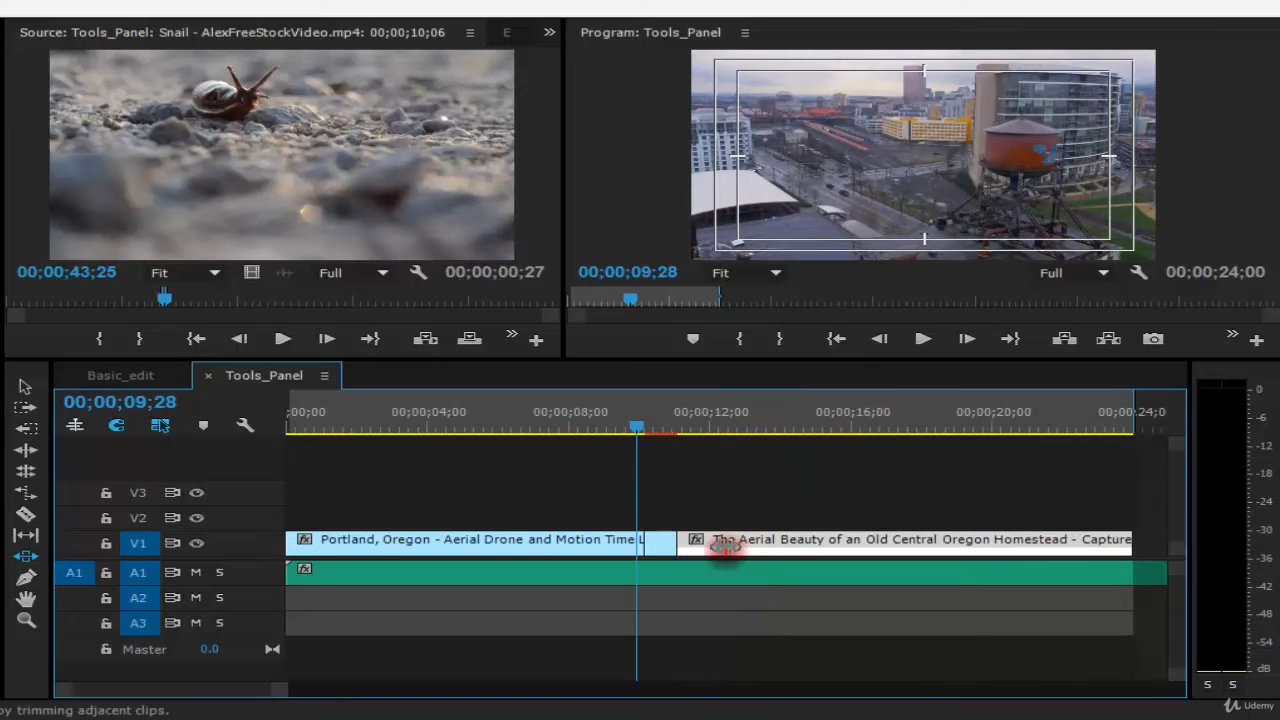 Source: Tools_Panel: Snail - AlexFreeStockVideo.mp4: 00;00;10;06
E
Program: Tools_Panel
00;00;43;25
Fit
Full
00;00;00;27
00;00;09;28
Fit
Full
00;00;24;00
Basic_edit
× Tools_Panel
00;00;09;28
;00;00
00;00;04;00
00;00;08;00
00;00;12;00
00;00;16;00
00;00;20;00
00;00;24;0
V3
V2
V1
fx Portland, Oregon - Aerial Drone and Motion Time L
fx The Aerial Beauty of an Old Central Oregon Homestead - Capture
A1 A1 M S
fx
A2 M S
A3 M S
Master 0.0
0
-6
-12
-18
-24
-30
-36
-42
-48
-54
dB
S S
by trimming adjacent clips.
Udemy